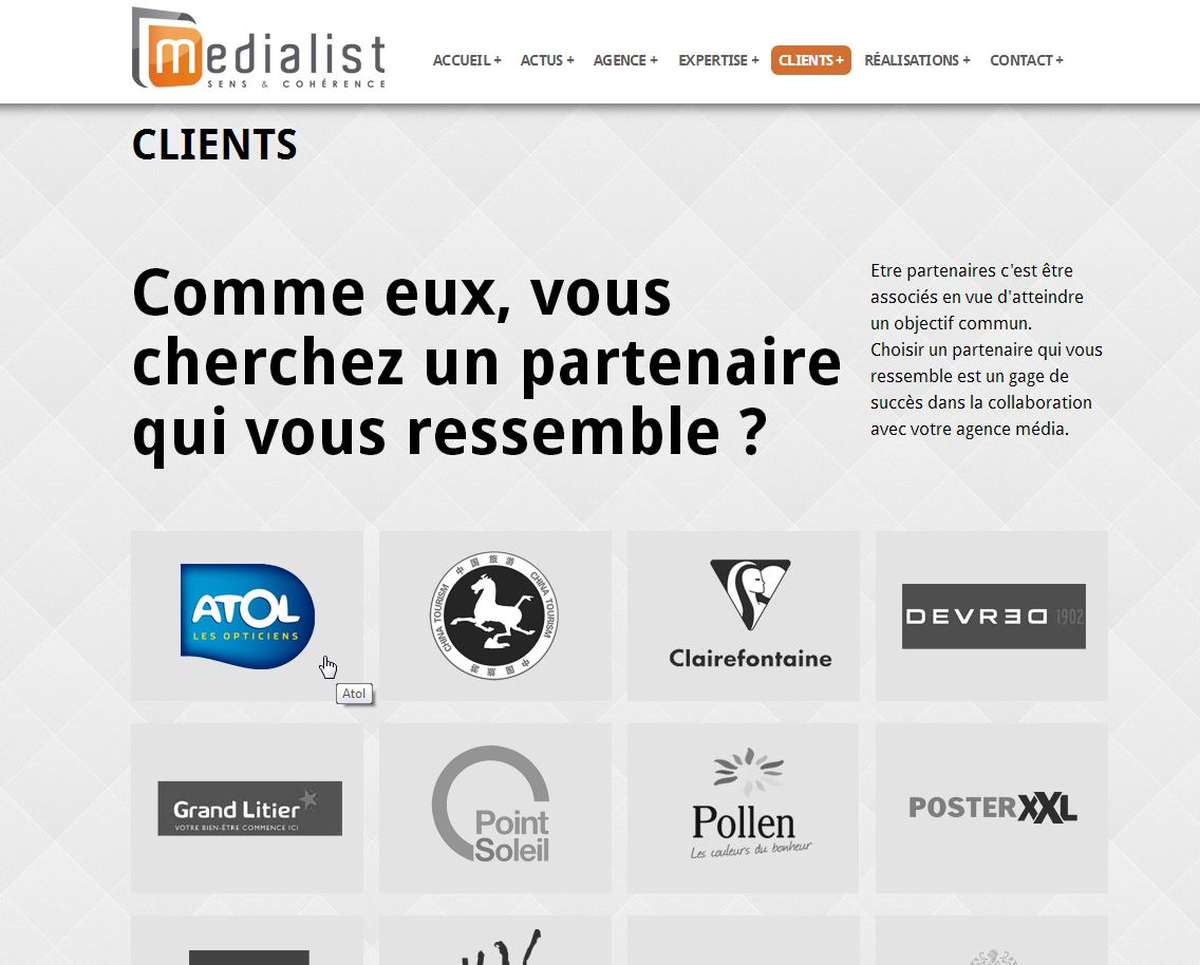 medialist
SENS & COHÉRENCE
ACCUEIL + ACTUS + AGENCE + EXPERTISE + CLIENTS + RÉALISATIONS + CONTACT +
CLIENTS
Comme eux, vous
cherchez un partenaire
qui vous ressemble ?
Etre partenaires c'est être
associés en vue d'atteindre
un objectif commun.
Choisir un partenaire qui vous
ressemble est un gage de
succès dans la collaboration
avec votre agence média.
ATOL
LES OPTICIENS
Atol
中国旅游
CHINA TOURISM
CHINA TOURISM
中国旅游
Clairefontaine
DEVRED 1902
Grand Litier
VOTRE BIEN-ÊTRE COMMENCE ICI
Point
Soleil
Pollen
Les couleurs du bonheur
POSTERXXL